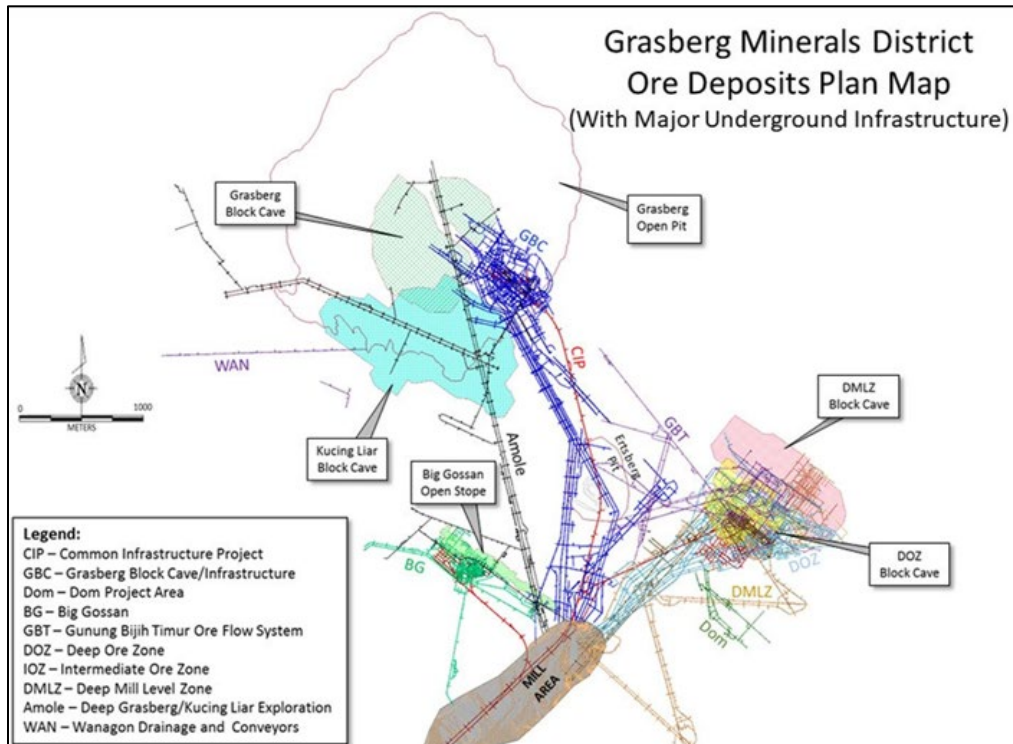 Grasberg Minerals District
Ore Deposits Plan Map
(With Major Underground Infrastructure)
Grasberg
Block Cave
Grasberg
Open Pit
GBC
CIP
WAN
N
0
1000
METERS
Kucing Liar
Block Cave
Amole
GBT
Ertsberg
Pit
DMLZ
Block Cave
Big Gossan
Open Stope
BG
DOZ
DOZ
Block Cave
DMLZ
Dom
MILL
AREA
Legend:
CIP – Common Infrastructure Project
GBC – Grasberg Block Cave/Infrastructure
Dom – Dom Project Area
BG – Big Gossan
GBT – Gunung Bijih Timur Ore Flow System
DOZ – Deep Ore Zone
IOZ – Intermediate Ore Zone
DMLZ – Deep Mill Level Zone
Amole – Deep Grasberg/Kucing Liar Exploration
WAN – Wanagon Drainage and Conveyors